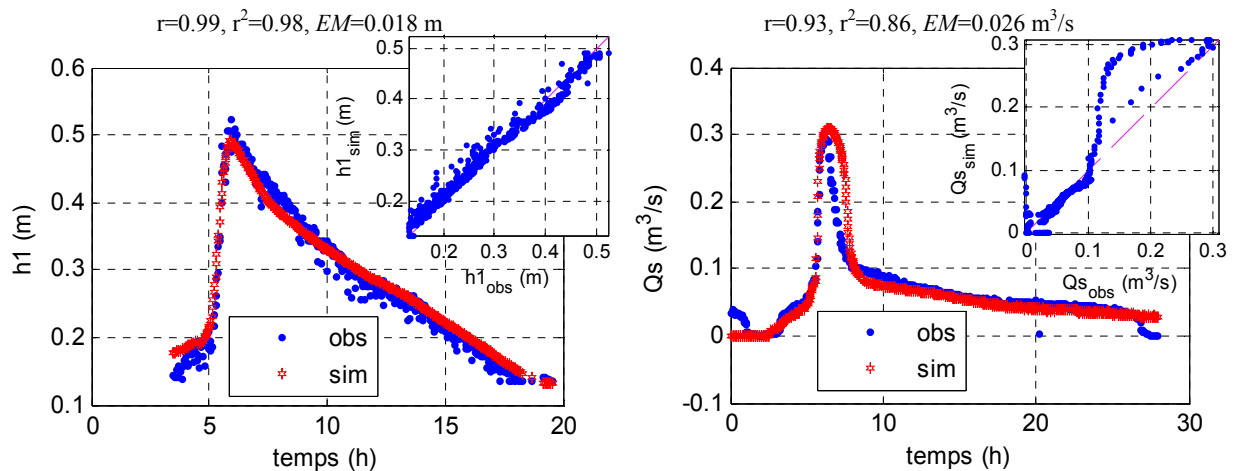 r=0.99, r²=0.98, EM=0.018 m
0.6
0.5
0.4
0.3
0.2
0.1
h1 (m)
0
5
10
15
20
temps (h)
obs
sim
0.4
0.3
0.2
h1sim (m)
0.2
0.3
0.4
0.5
h1obs (m)
r=0.93, r²=0.86, EM=0.026 m³/s
0.4
0.3
0.2
0.1
0
-0.1
Qs (m³/s)
0
10
20
30
temps (h)
obs
sim
0.3
0.2
0.1
0
Qssim (m³/s)
0
0.1
0.2
0.3
Qsobs (m³/s)